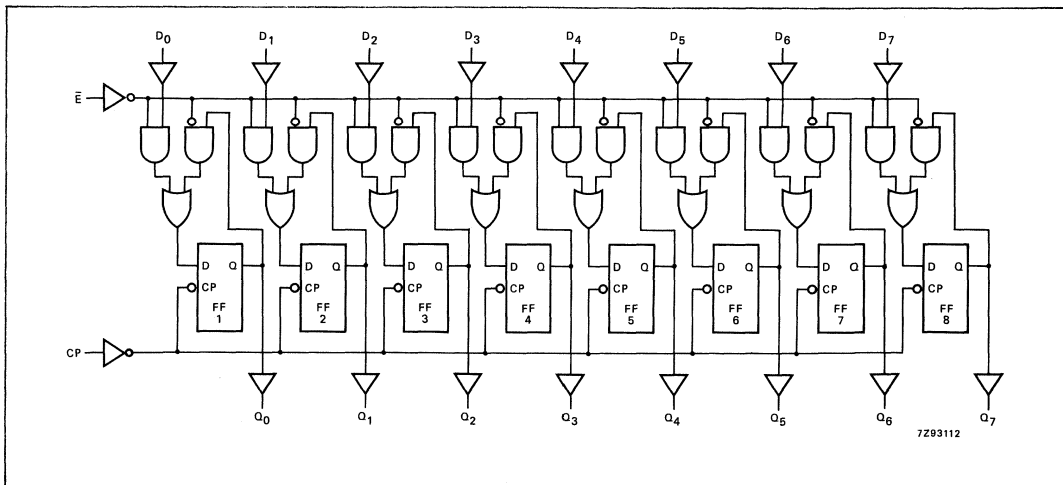 D0 D1 D2 D3 D4 D5 D6 D7
E̅
D Q D Q D Q D Q D Q D Q D Q D Q
CP CP CP CP CP CP CP CP
FF FF FF FF FF FF FF FF
1 2 3 4 5 6 7 8
CP
Q0 Q1 Q2 Q3 Q4 Q5 Q6 Q7
7Z93112